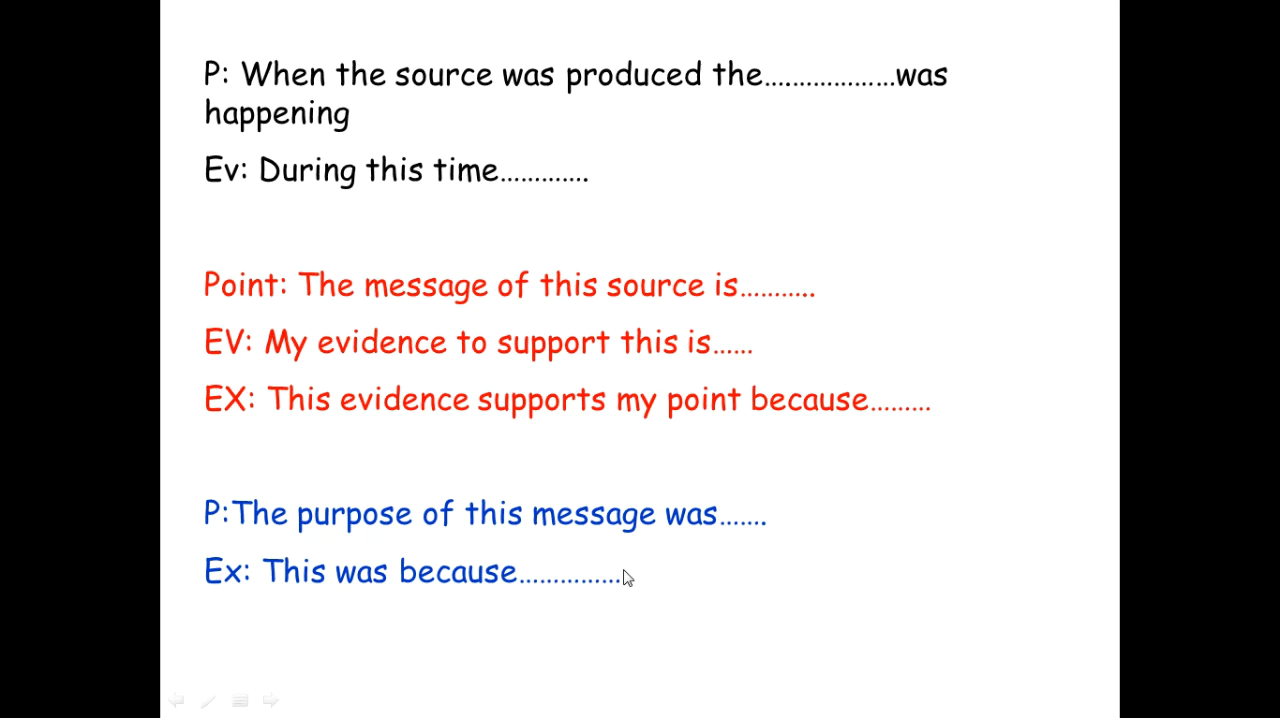 P: When the source was produced the....................was
happening
Ev: During this time.............
Point: The message of this source is...........
EV: My evidence to support this is......
EX: This evidence supports my point because.........
P:The purpose of this message was.......
Ex: This was because...............